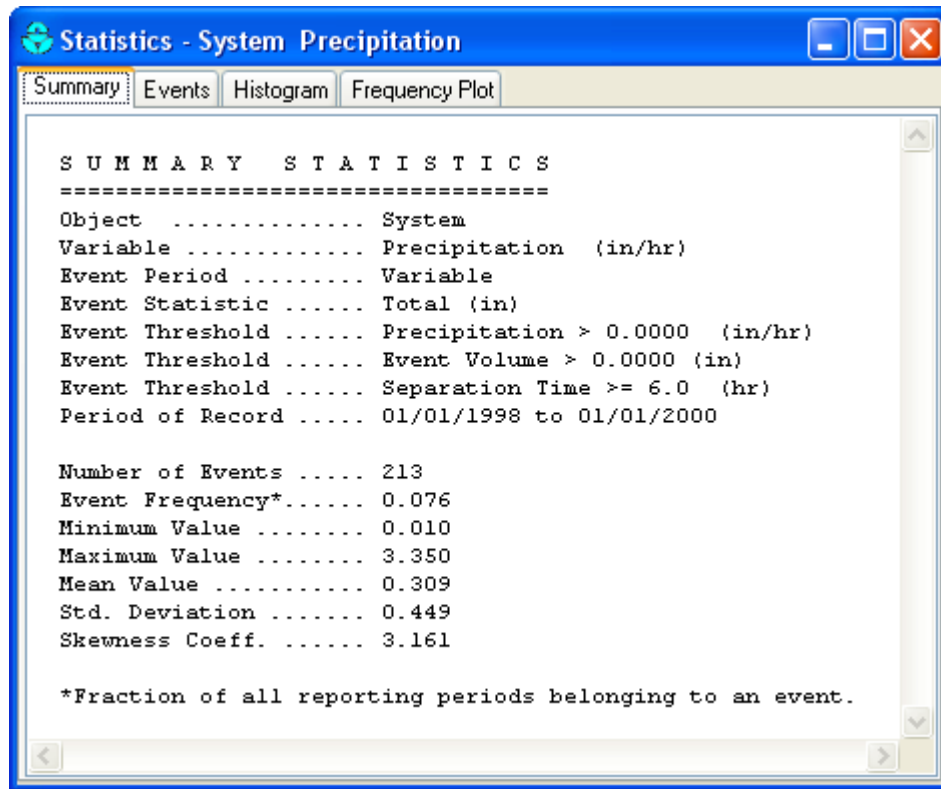 Statistics - System Precipitation
Summary Events Histogram Frequency Plot
S U M M A R Y   S T A T I S T I C S
===================================
Object .............. System
Variable ............. Precipitation (in/hr)
Event Period ......... Variable
Event Statistic ...... Total (in)
Event Threshold ...... Precipitation > 0.0000 (in/hr)
Event Threshold ...... Event Volume > 0.0000 (in)
Event Threshold ...... Separation Time >= 6.0 (hr)
Period of Record ..... 01/01/1998 to 01/01/2000
Number of Events ..... 213
Event Frequency*...... 0.076
Minimum Value ........ 0.010
Maximum Value ........ 3.350
Mean Value ........... 0.309
Std. Deviation ....... 0.449
Skewness Coeff. ...... 3.161
*Fraction of all reporting periods belonging to an event.